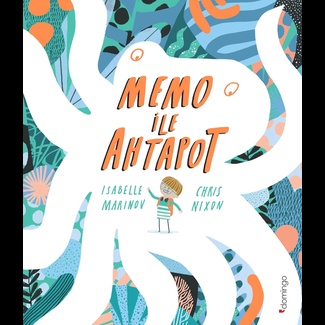 MEMO
İLE
AHTAPOT
ISABELLE
MARINOV
CHRIS
NIXON
domingo